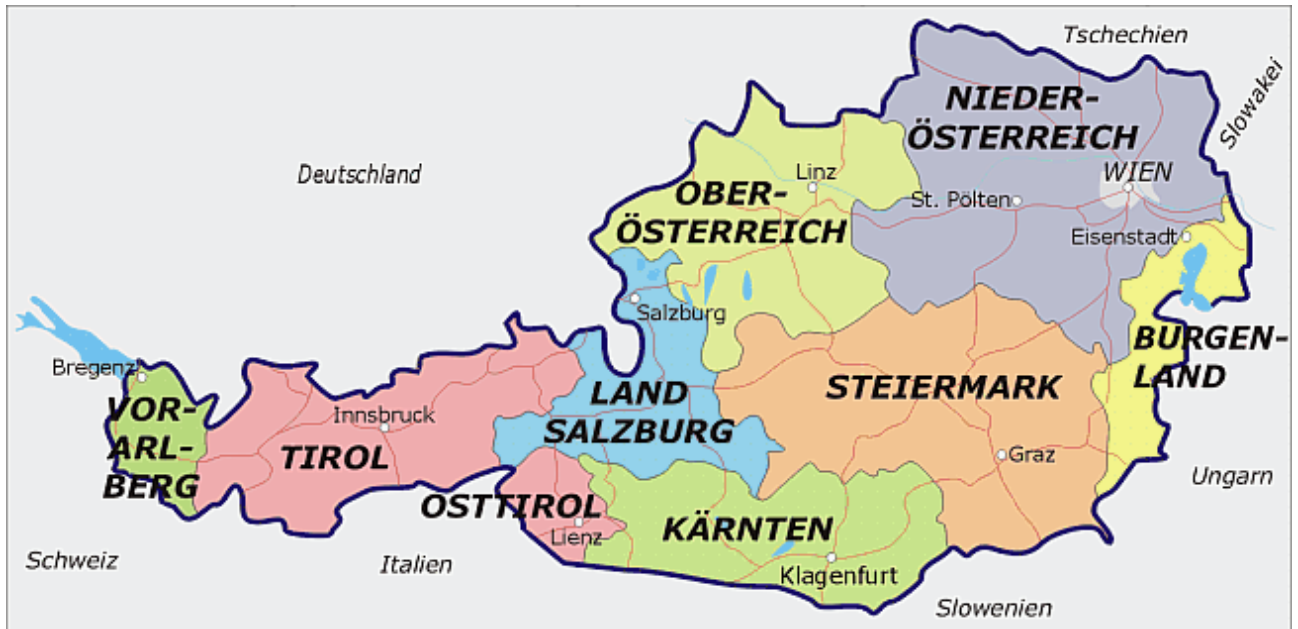 Tschechien
Slowakei
NIEDER-
ÖSTERREICH
Deutschland
Linz
WIEN
OBER-
ÖSTERREICH
St. Pölten
Eisenstadt
Salzburg
BURGEN-
LAND
Bregenz
VOR-
ARL-
BERG
Innsbruck
TIROL
LAND
SALZBURG
STEIERMARK
Graz
Ungarn
OSTTIROL
Lienz
KÄRNTEN
Schweiz
Italien
Klagenfurt
Slowenien